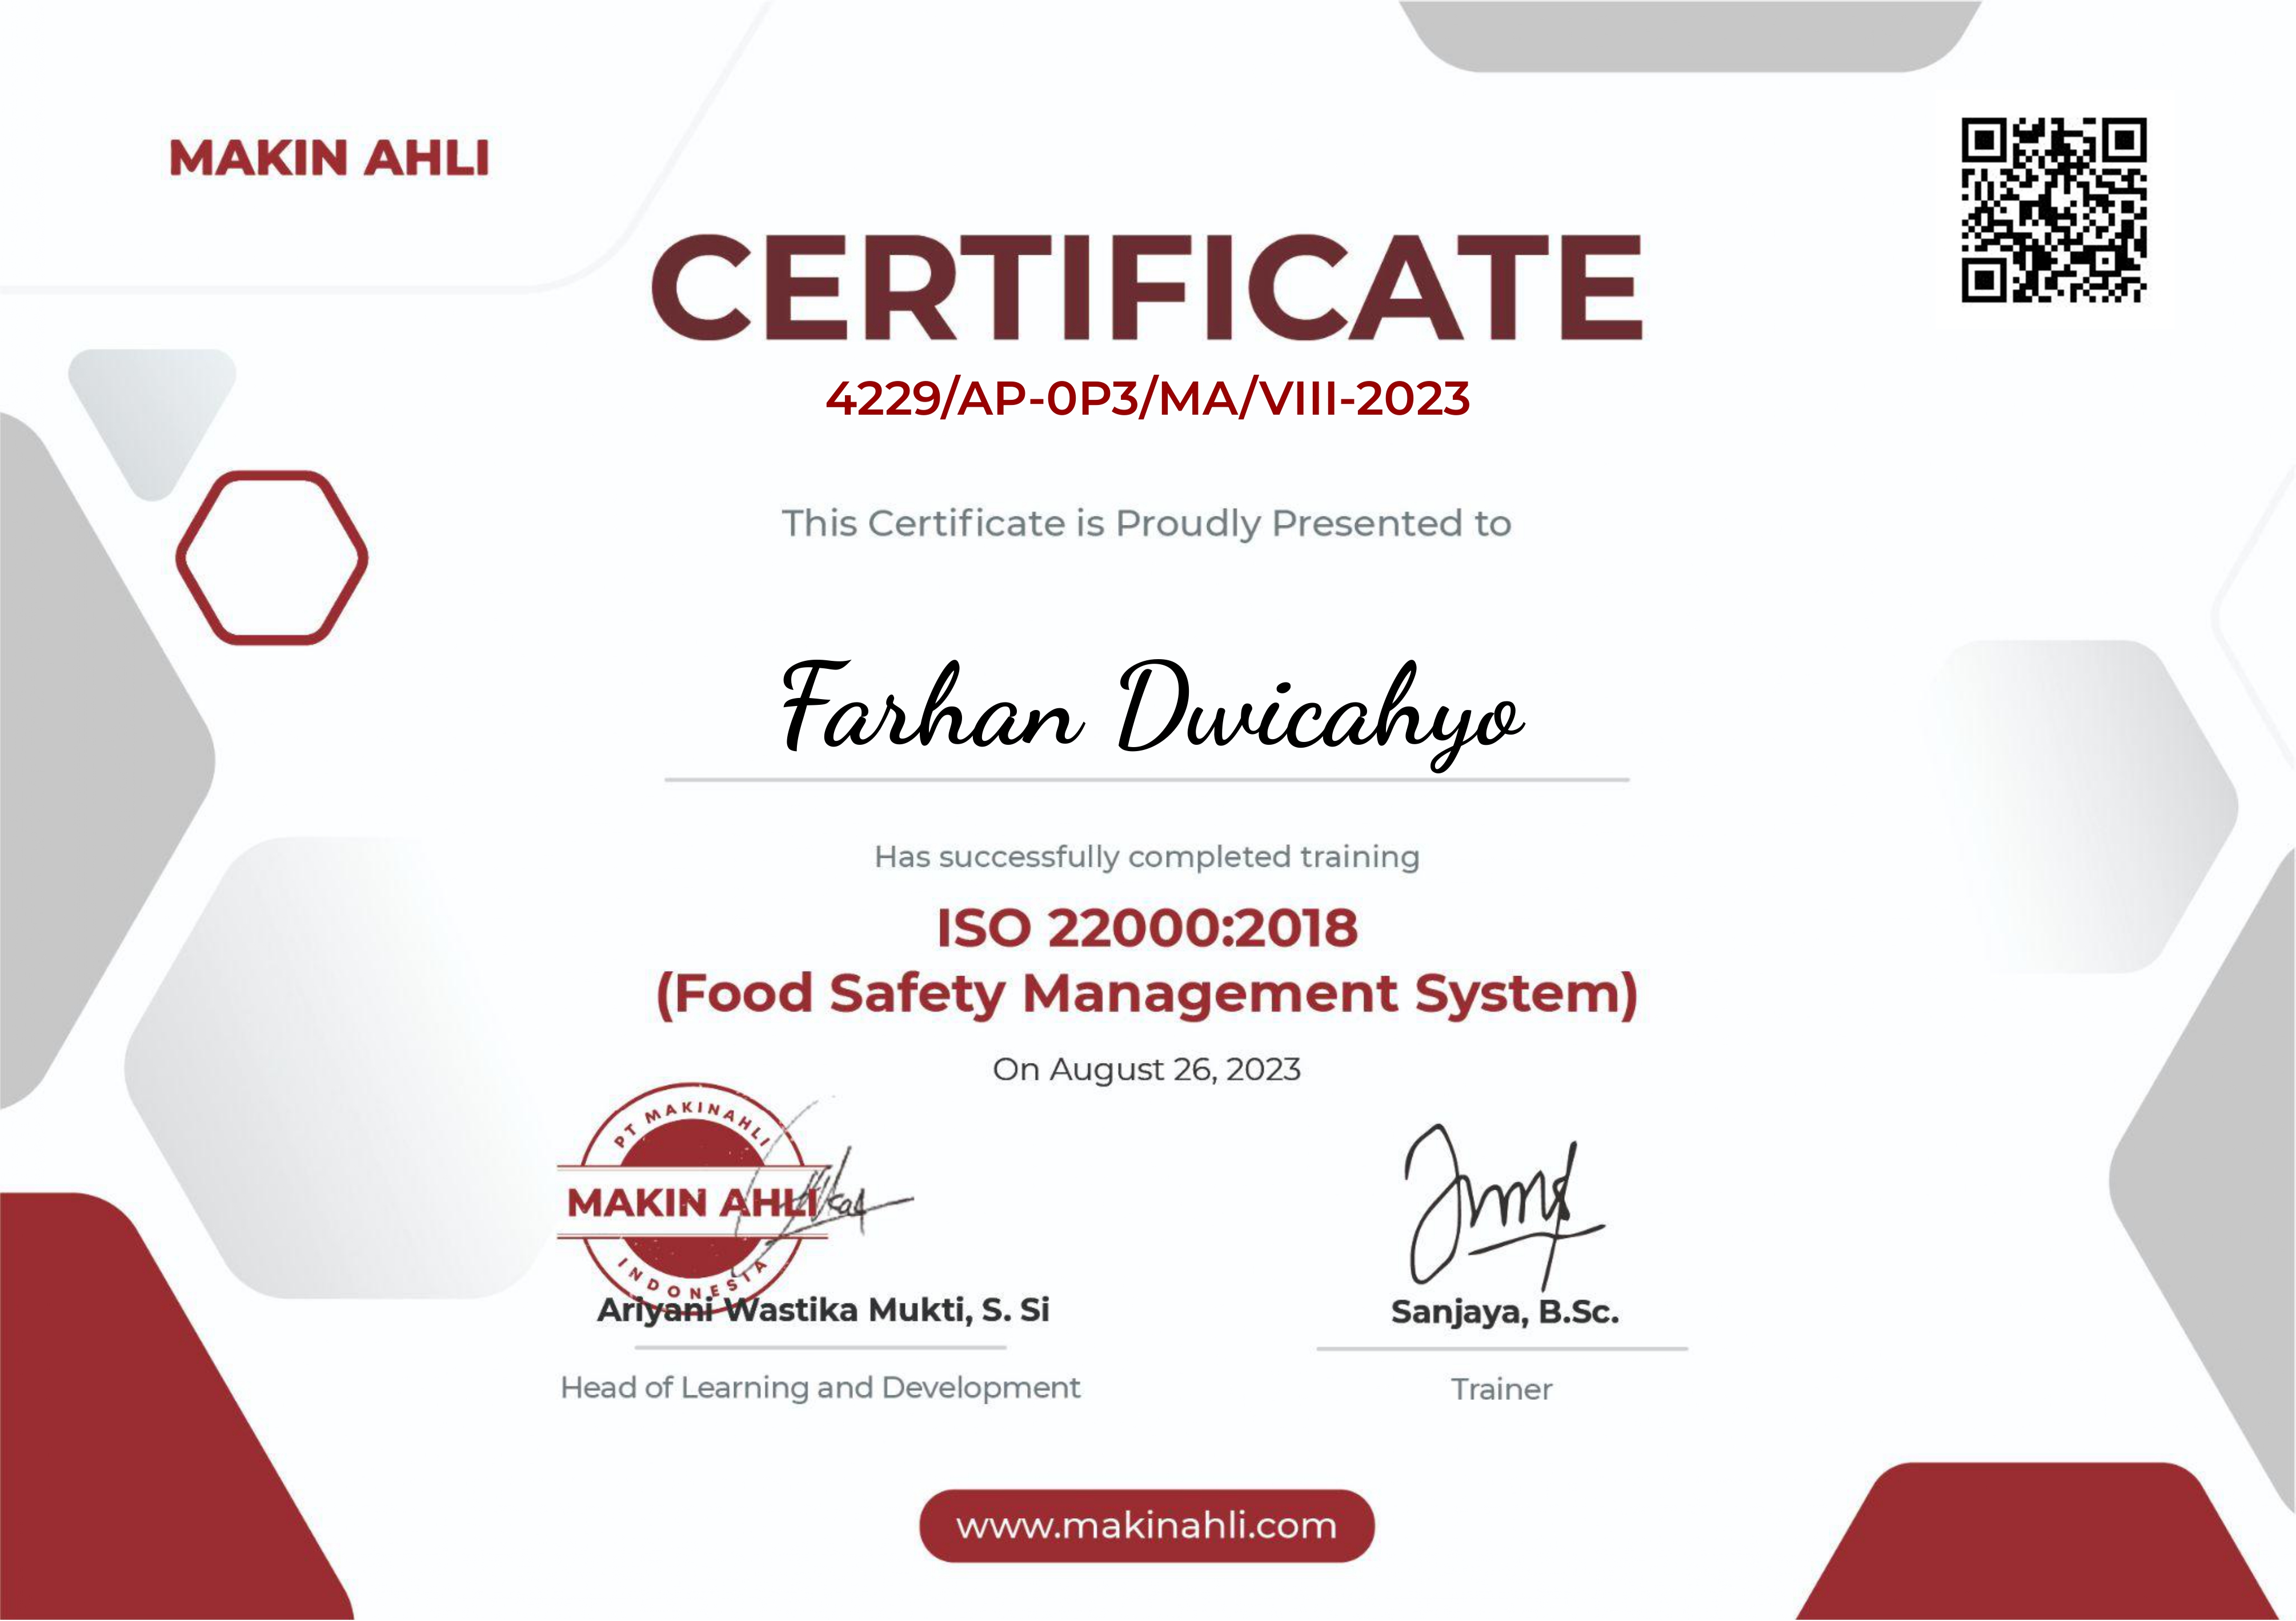 MAKIN AHLI
CERTIFICATE
4229/AP-0P3/MA/VIII-2023
This Certificate is Proudly Presented to
Farhan Dwicahyo
Has successfully completed training
ISO 22000:2018
(Food Safety Management System)
On August 26, 2023
PT MAKINAHLI
MAKIN AHLI
INDONESIA
Ariyani Wastika Mukti, S. Si
Head of Learning and Development
Sanjaya, B.Sc.
Trainer
www.makinahli.com